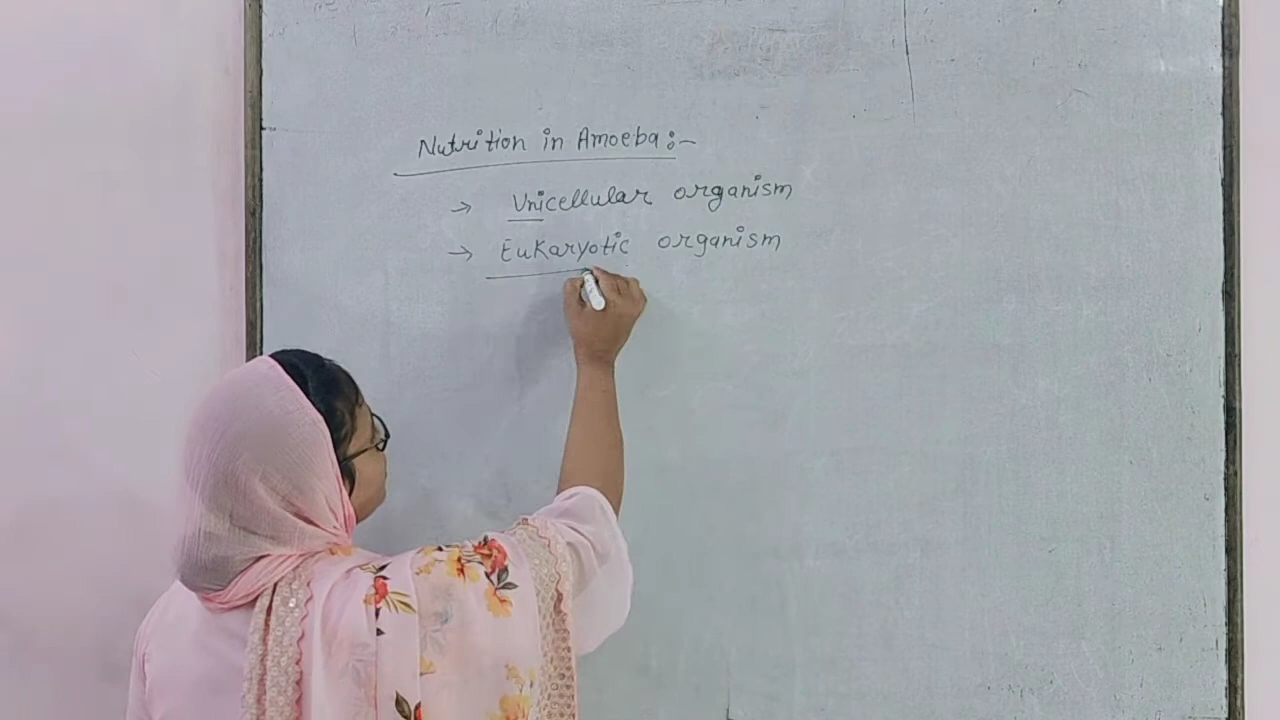 Nutrition in Amoeba:-
→ Unicellular organism
→ Eukaryotic organism